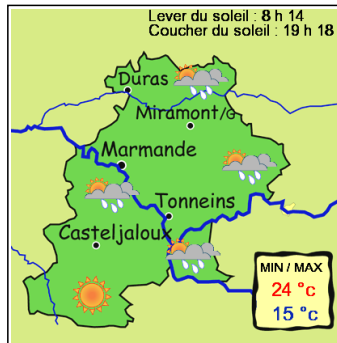 Lever du soleil : 8 h 14
Coucher du soleil : 19 h 18
Duras
Miramont/G
Marmande
Tonneins
Casteljaloux
MIN / MAX
24 °c
15 °c